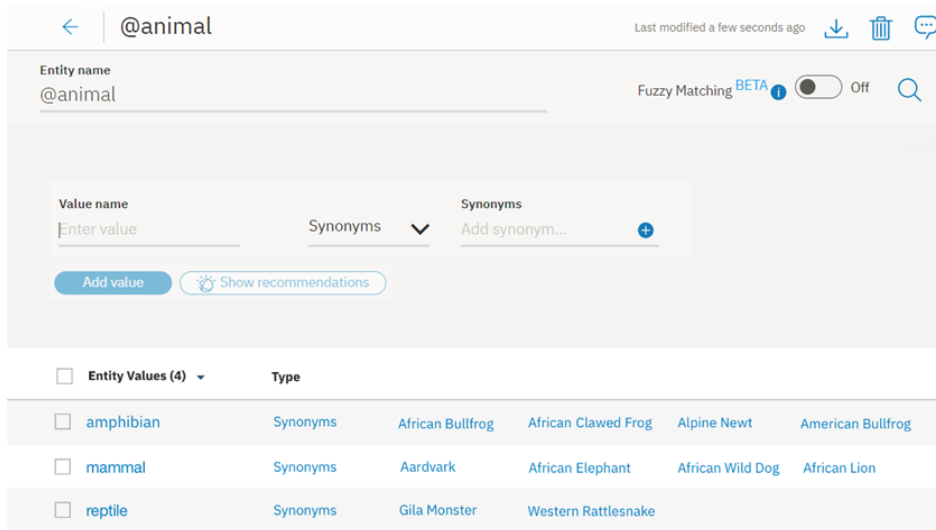 @animal
Last modified a few seconds ago
Entity name
@animal
Fuzzy Matching BETA i Off
Value name
Synonyms
Enter value
Synonyms
Add synonym...
Add value
Show recommendations
Entity Values (4)
Type
amphibian Synonyms African Bullfrog African Clawed Frog Alpine Newt American Bullfrog
mammal Synonyms Aardvark African Elephant African Wild Dog African Lion
reptile Synonyms Gila Monster Western Rattlesnake